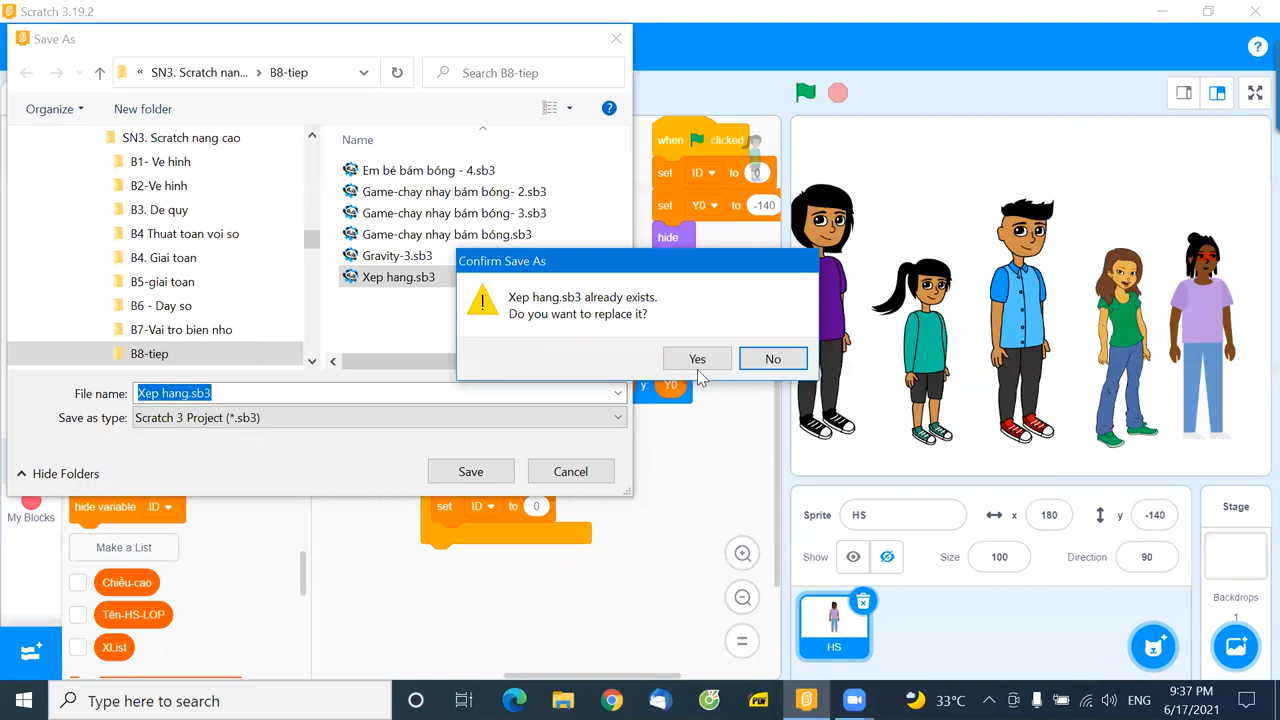 Scratch 3.19.2
Save As
« SN3. Scratch nan... › B8-tiep
Search B8-tiep
Organize
New folder
Name
SN3. Scratch nang cao
B1- Ve hinh
B2-Ve hinh
B3. De quy
B4 Thuat toan voi so
B4. Giai toan
B5-giai toan
B6 - Day so
B7-Vai tro bien nho
B8-tiep
Em bé bám bóng - 4.sb3
Game-chay nhay bám bóng- 2.sb3
Game-chay nhay bám bóng- 3.sb3
Game-chay nhay bám bóng.sb3
Gravity-3.sb3
Xep hang.sb3
Confirm Save As
Xep hang.sb3 already exists.
Do you want to replace it?
Yes
No
File name: Xep hang.sb3
Save as type: Scratch 3 Project (*.sb3)
Hide Folders
Save
Cancel
when clicked
set ID to 0
set Y0 to -140
hide
y: Y0
set ID to 0
My Blocks
hide variable ID
Make a List
Chiều-cao
Tên-HS-LOP
XList
Sprite HS x 180 y -140
Show Size 100 Direction 90
HS
Stage
Backdrops
1
Type here to search
PDF
33°C
ENG
9:37 PM
6/17/2021